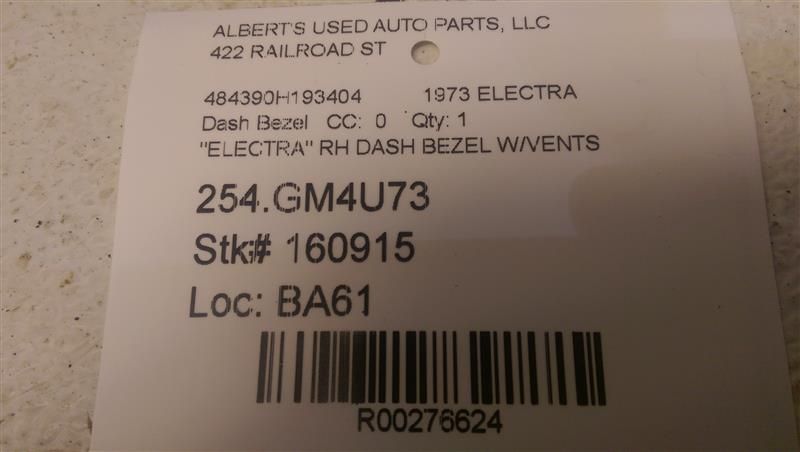 ALBERT'S USED AUTO PARTS, LLC
422 RAILROAD ST
484390H193404 1973 ELECTRA
Dash Bezel CC: 0 Qty: 1
"ELECTRA" RH DASH BEZEL W/VENTS
254.GM4U73
Stk# 160915
Loc: BA61
R00276624